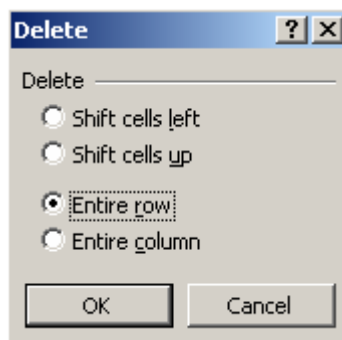 Delete
Delete
Shift cells left
Shift cells up
Entire row
Entire column
OK Cancel